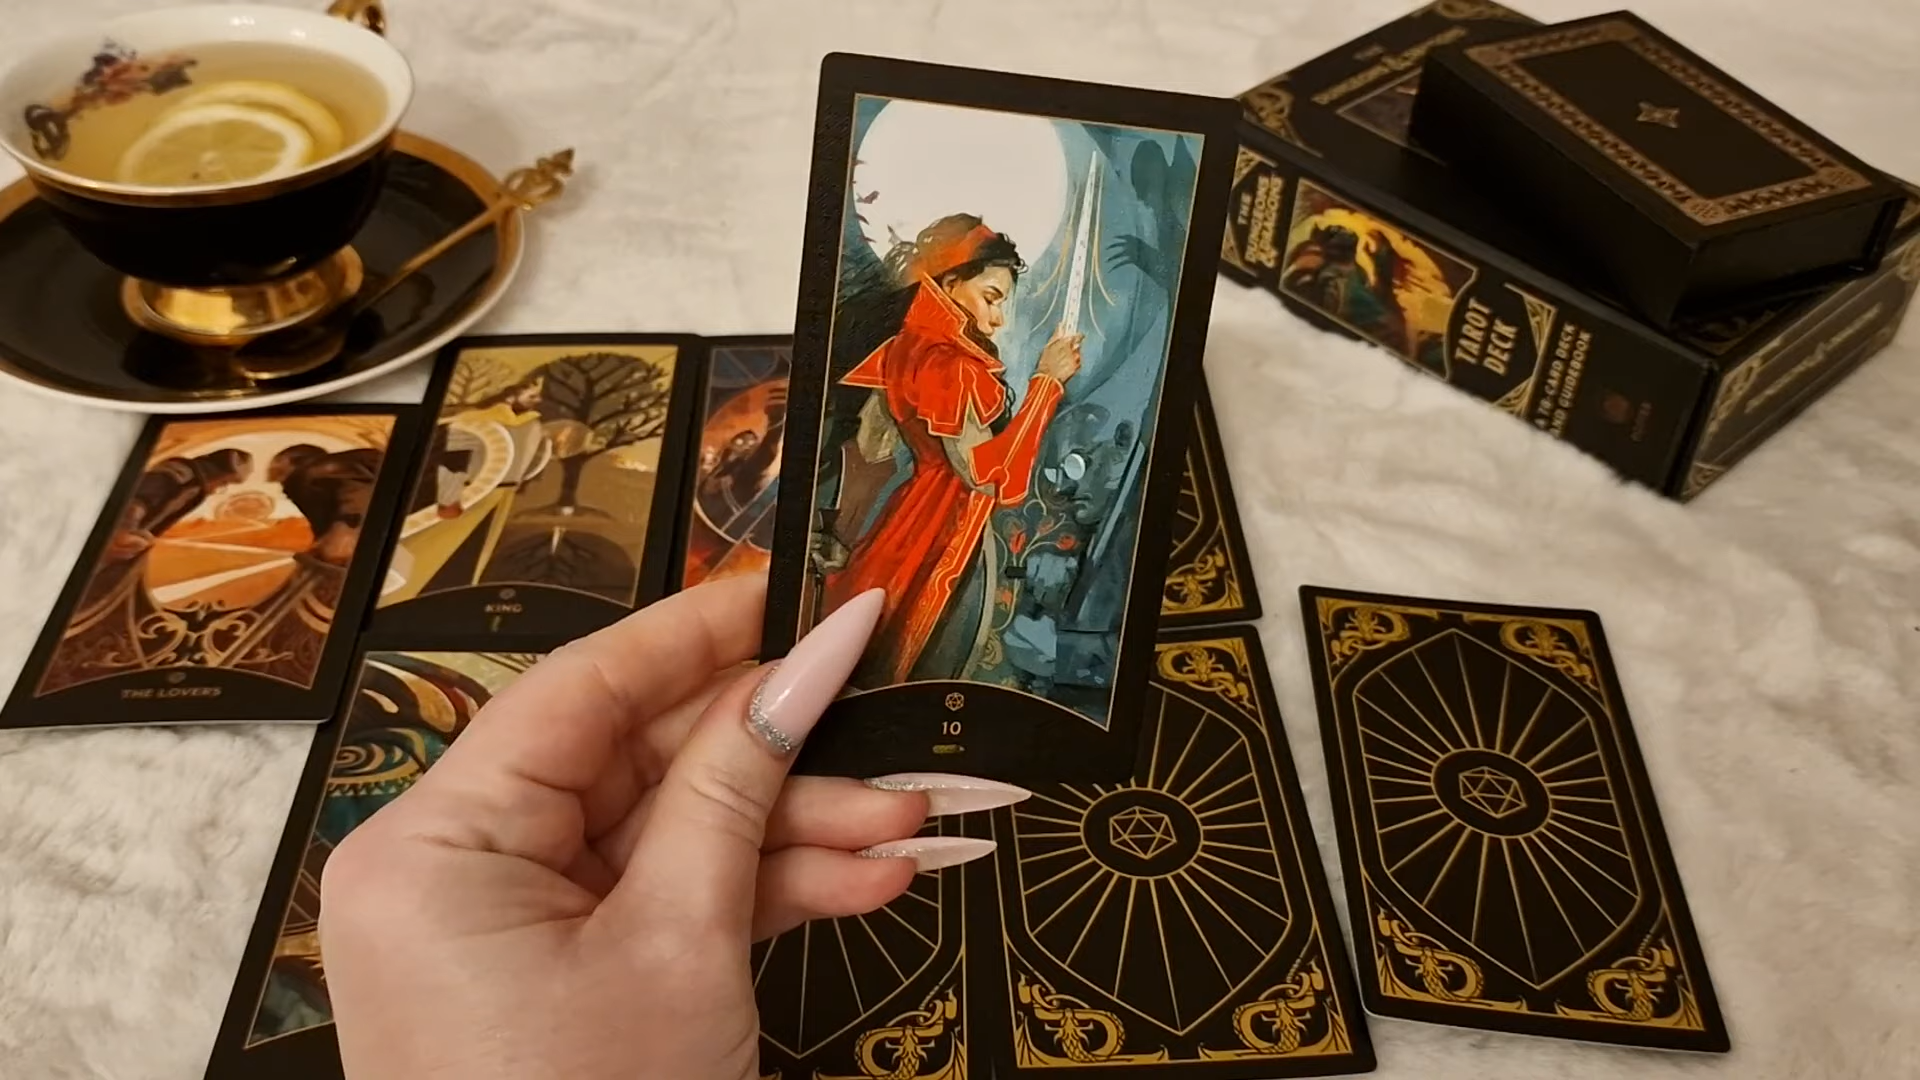 THE
DUNGEONS
& DRAGONS
TAROT
DECK
A 78-CARD DECK
AND GUIDEBOOK
KING
THE LOVERS
10